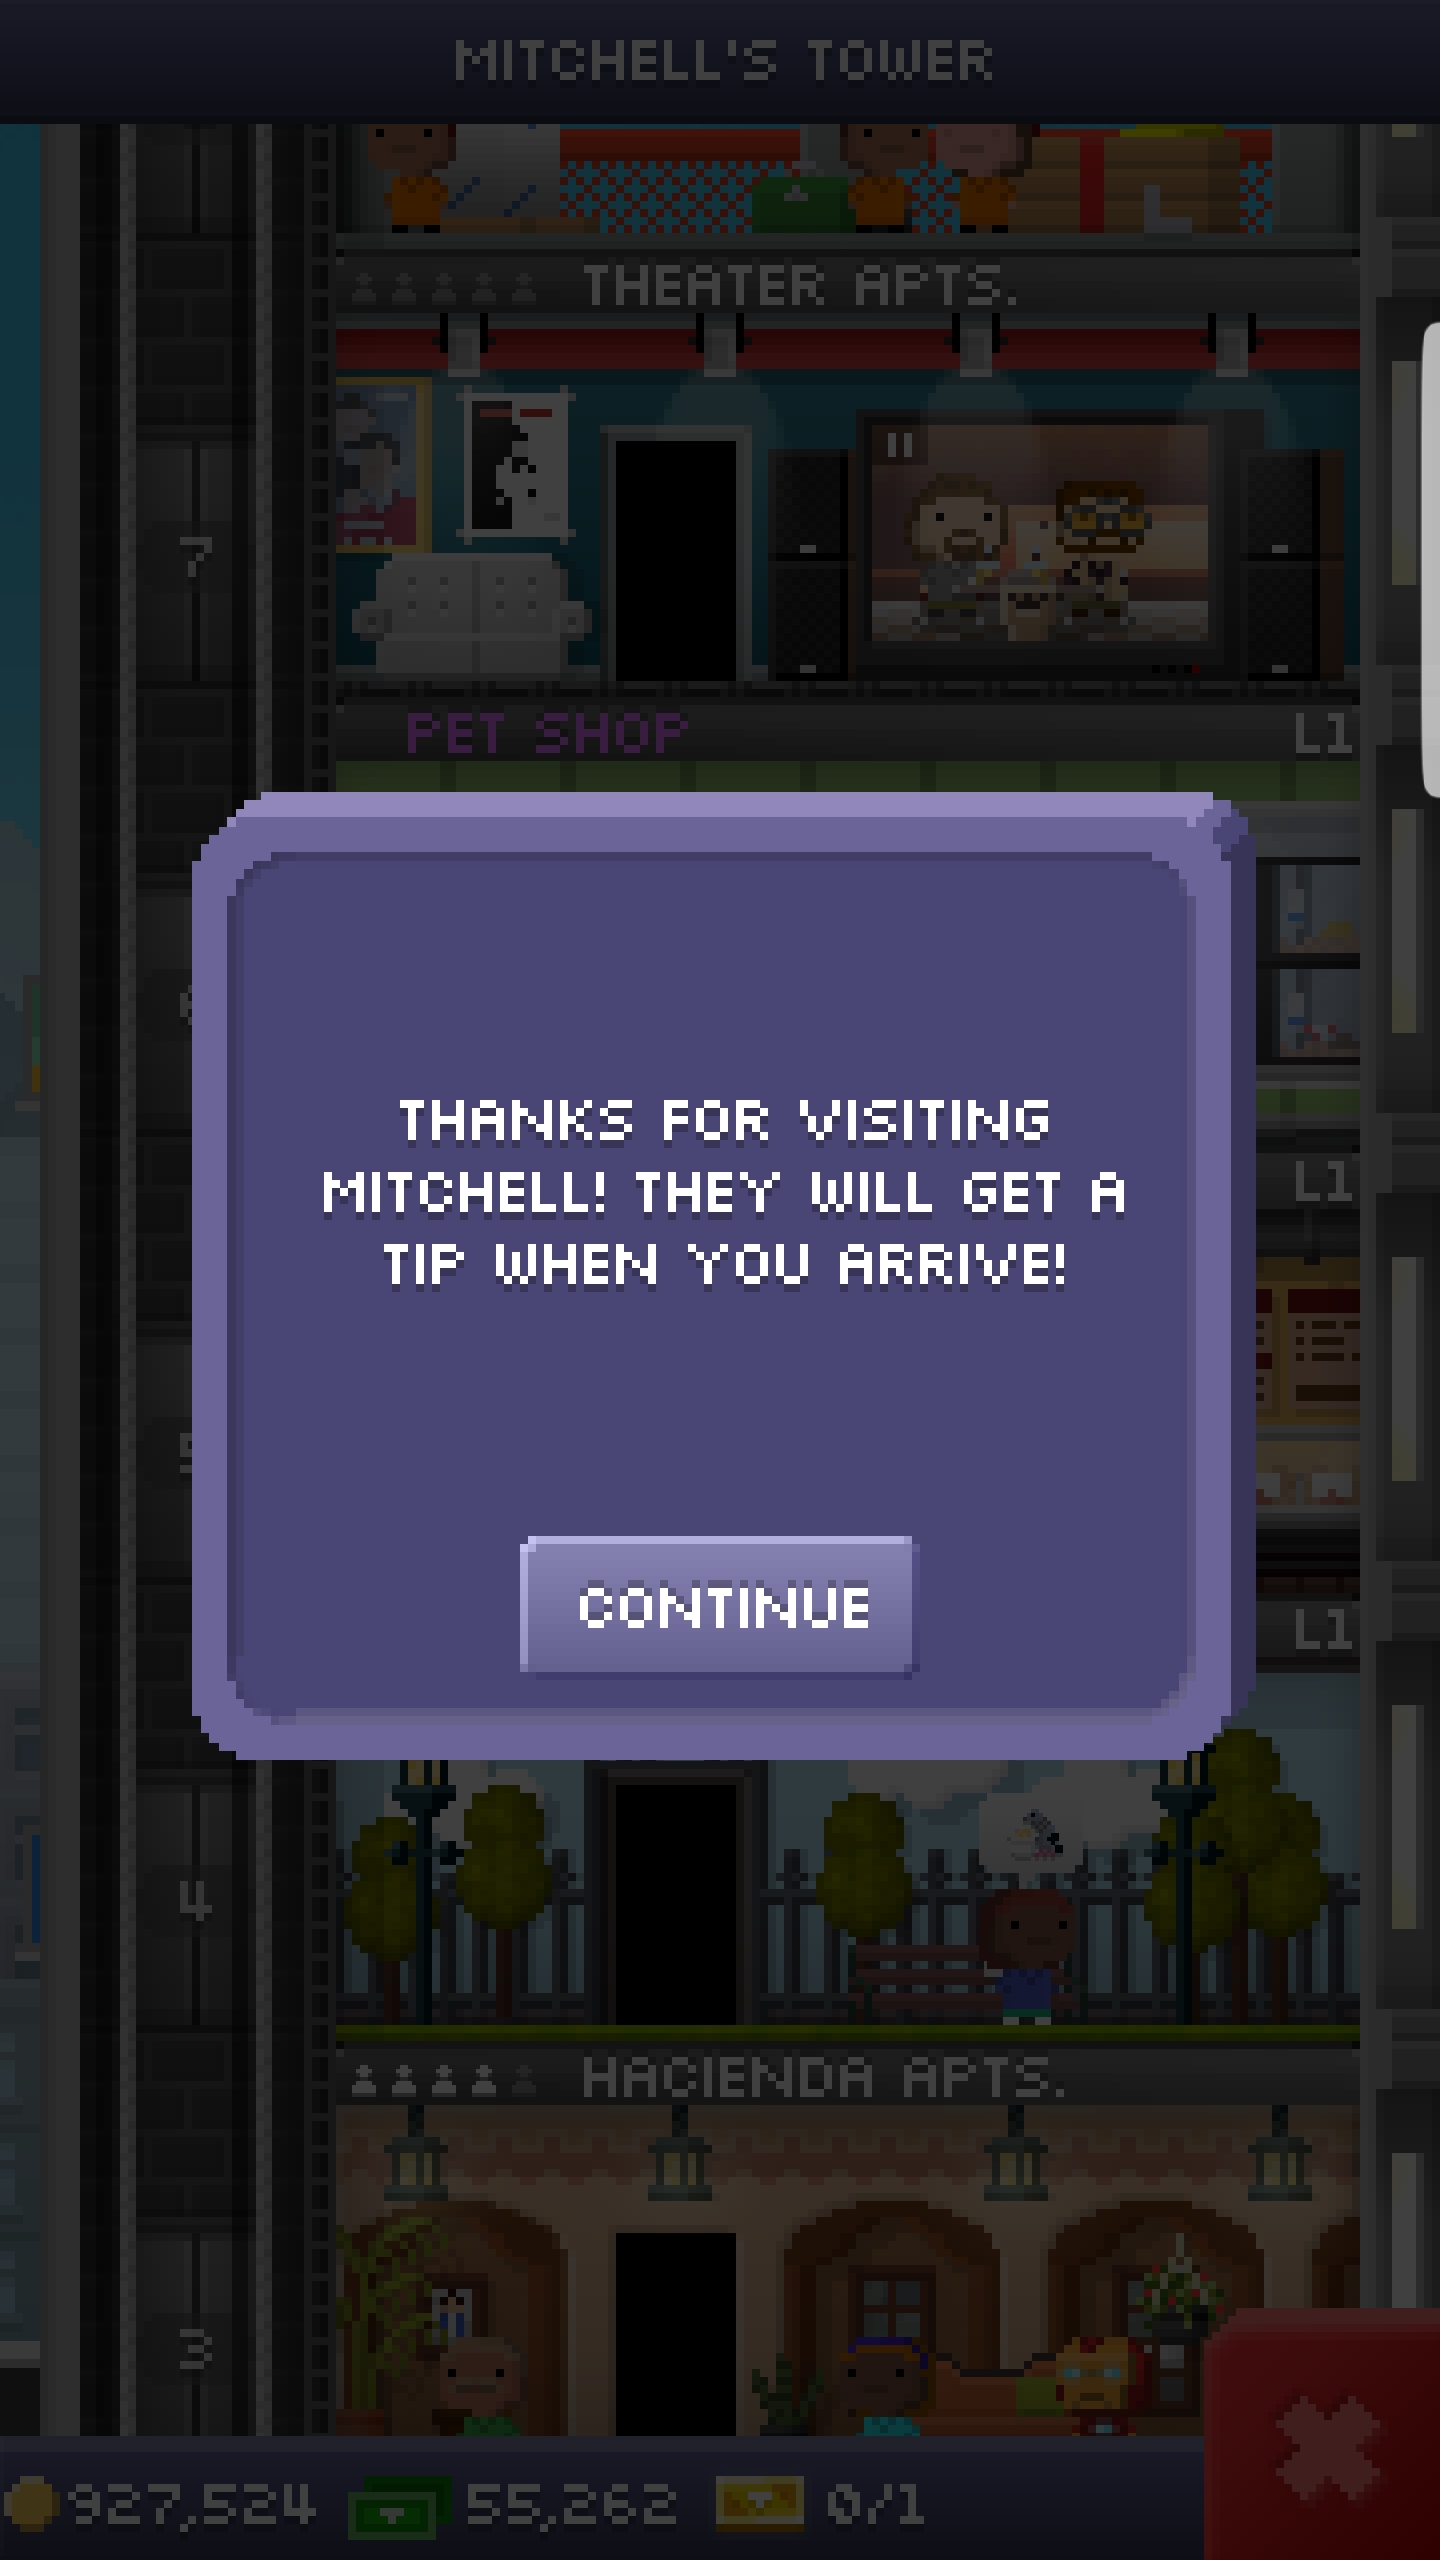 MITCHELL'S TOWER
THEATER APTS.
7
PET SHOP
L1
L1
THANKS FOR VISITING
MITCHELL! THEY WILL GET A
TIP WHEN YOU ARRIVE!
5
CONTINUE
L1
4
HACIENDA APTS.
3
927,524
55,262
0/1